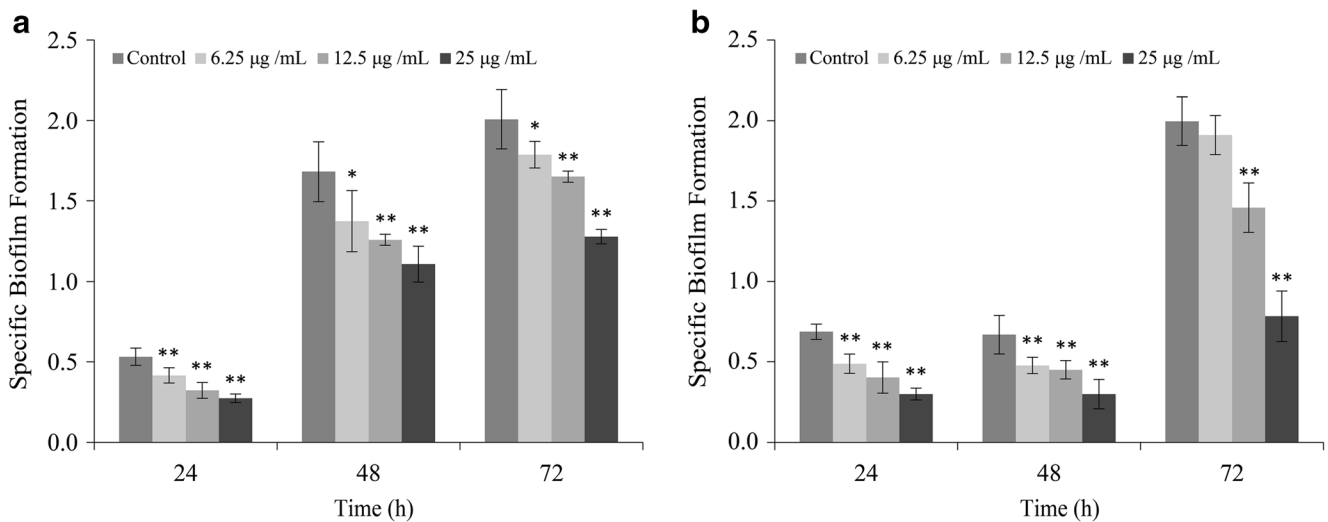 a
2.5
Control 6.25 μg /mL 12.5 μg /mL 25 μg /mL
2.0
1.5
1.0
0.5
0.0
Specific Biofilm Formation
*
**
**
*
**
**
**
**
**
24 48 72
Time (h)
b
2.5
Control 6.25 μg /mL 12.5 μg /mL 25 μg /mL
2.0
1.5
1.0
0.5
0.0
Specific Biofilm Formation
**
**
**
**
**
**
**
**
24 48 72
Time (h)